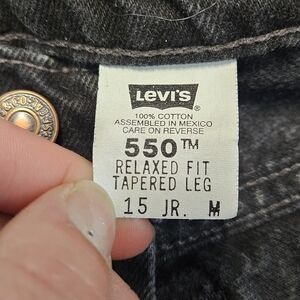 LEVI'S®
100% COTTON
ASSEMBLED IN MEXICO
CARE ON REVERSE
550™
RELAXED FIT
TAPERED LEG
15 JR. M